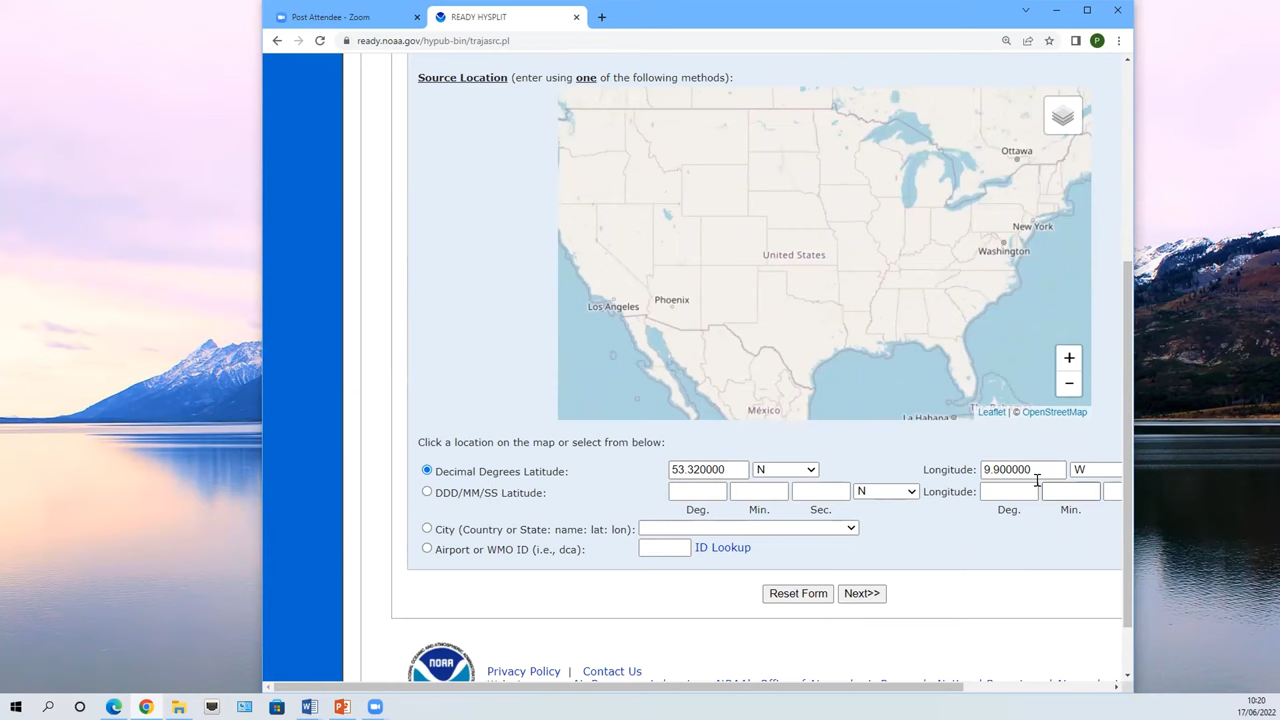 Post Attendee - Zoom
READY HYSPLIT
ready.noaa.gov/hypub-bin/trajasrc.pl
P
Source Location (enter using one of the following methods):
Ottawa
New York
Washington
United States
Los Angeles
Phoenix
México
La Habana
+
−
Leaflet | © OpenStreetMap
Click a location on the map or select from below:
Decimal Degrees Latitude: 53.320000 N Longitude: 9.900000 W
DDD/MM/SS Latitude: N Longitude:
Deg. Min. Sec. Deg. Min.
City (Country or State: name: lat: lon):
Airport or WMO ID (i.e., dca): ID Lookup
Reset Form Next>>
NOAA
Privacy Policy | Contact Us
10:20
17/06/2022